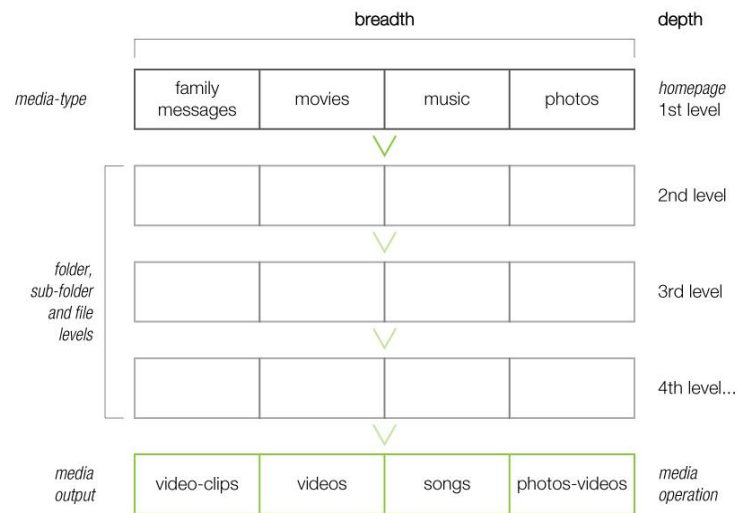 breadth
depth
media-type
family
messages
movies
music
photos
homepage
1st level
2nd level
folder,
sub-folder
and file
levels
3rd level
4th level...
media
output
video-clips
videos
songs
photos-videos
media
operation